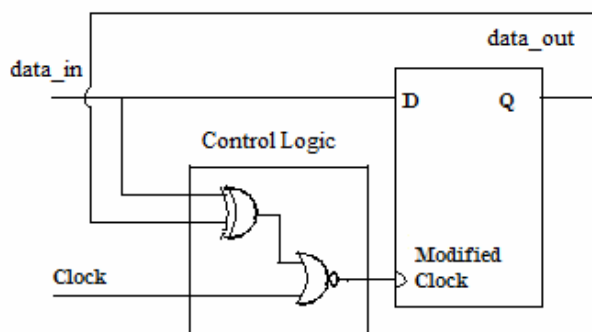 data_out
data_in
D Q
Control Logic
Modified
Clock
Clock